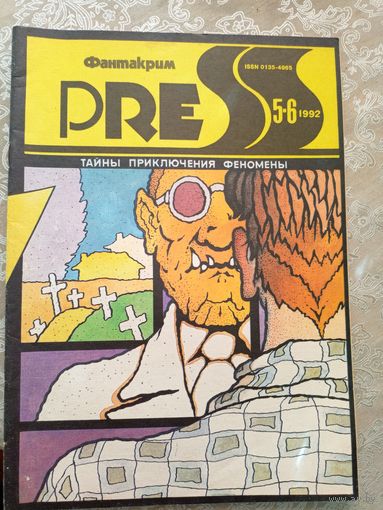 Фантакрим
ISSN 0135-4965
PRESS
5-6 1992
ТАЙНЫ ПРИКЛЮЧЕНИЯ ФЕНОМЕНЫ